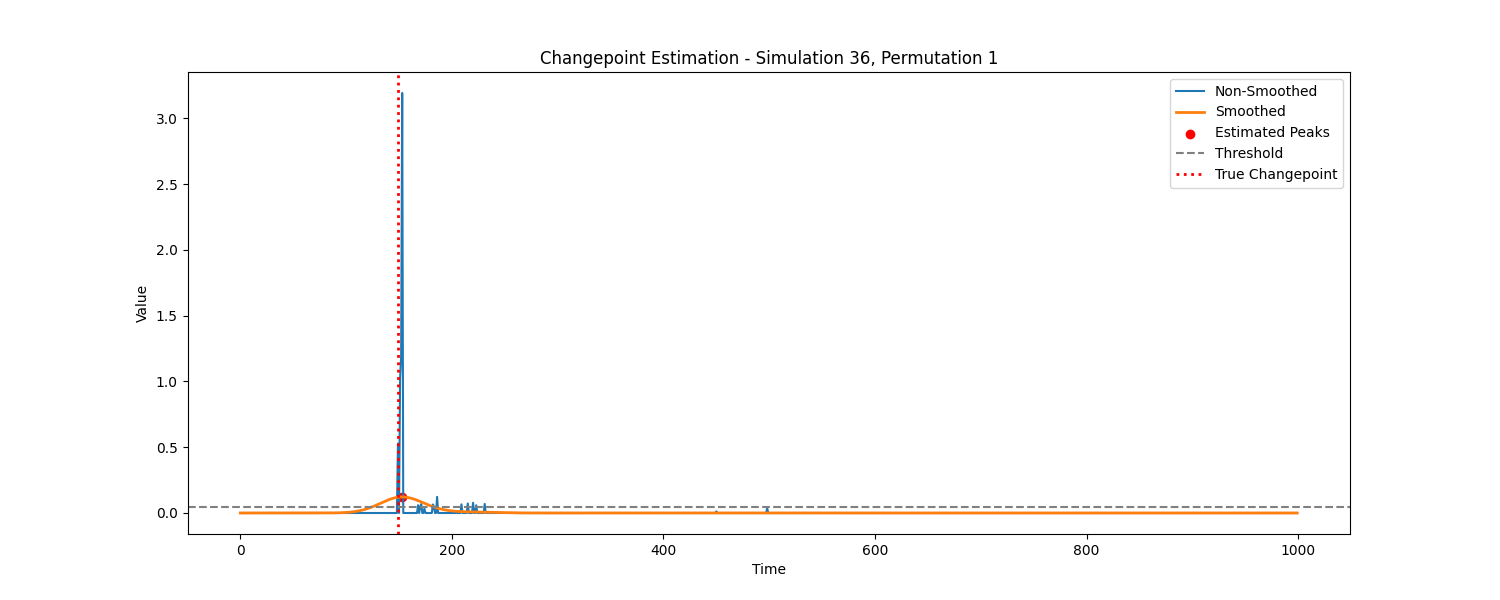 Changepoint Estimation - Simulation 36, Permutation 1
Non-Smoothed
Smoothed
Estimated Peaks
Threshold
True Changepoint
3.0
2.5
2.0
1.5
1.0
0.5
0.0
Value
0 200 400 600 800 1000
Time